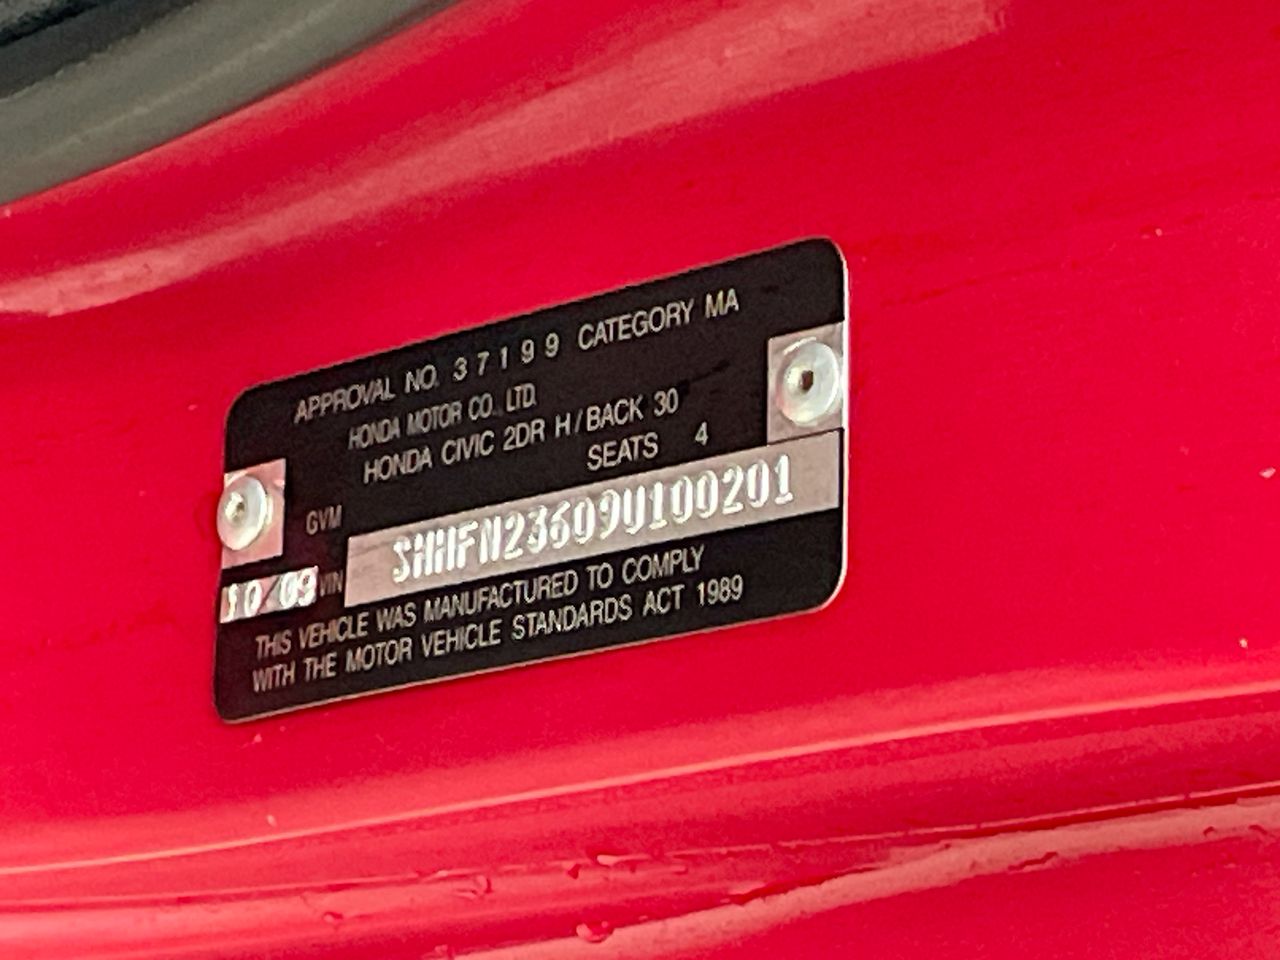 APPROVAL NO. 37199 CATEGORY MA
HONDA MOTOR CO., LTD.
HONDA CIVIC 2DR H/BACK 30
SEATS 4
GVM
10/09 VIN SHHFN23609U100201
THIS VEHICLE WAS MANUFACTURED TO COMPLY
WITH THE MOTOR VEHICLE STANDARDS ACT 1989